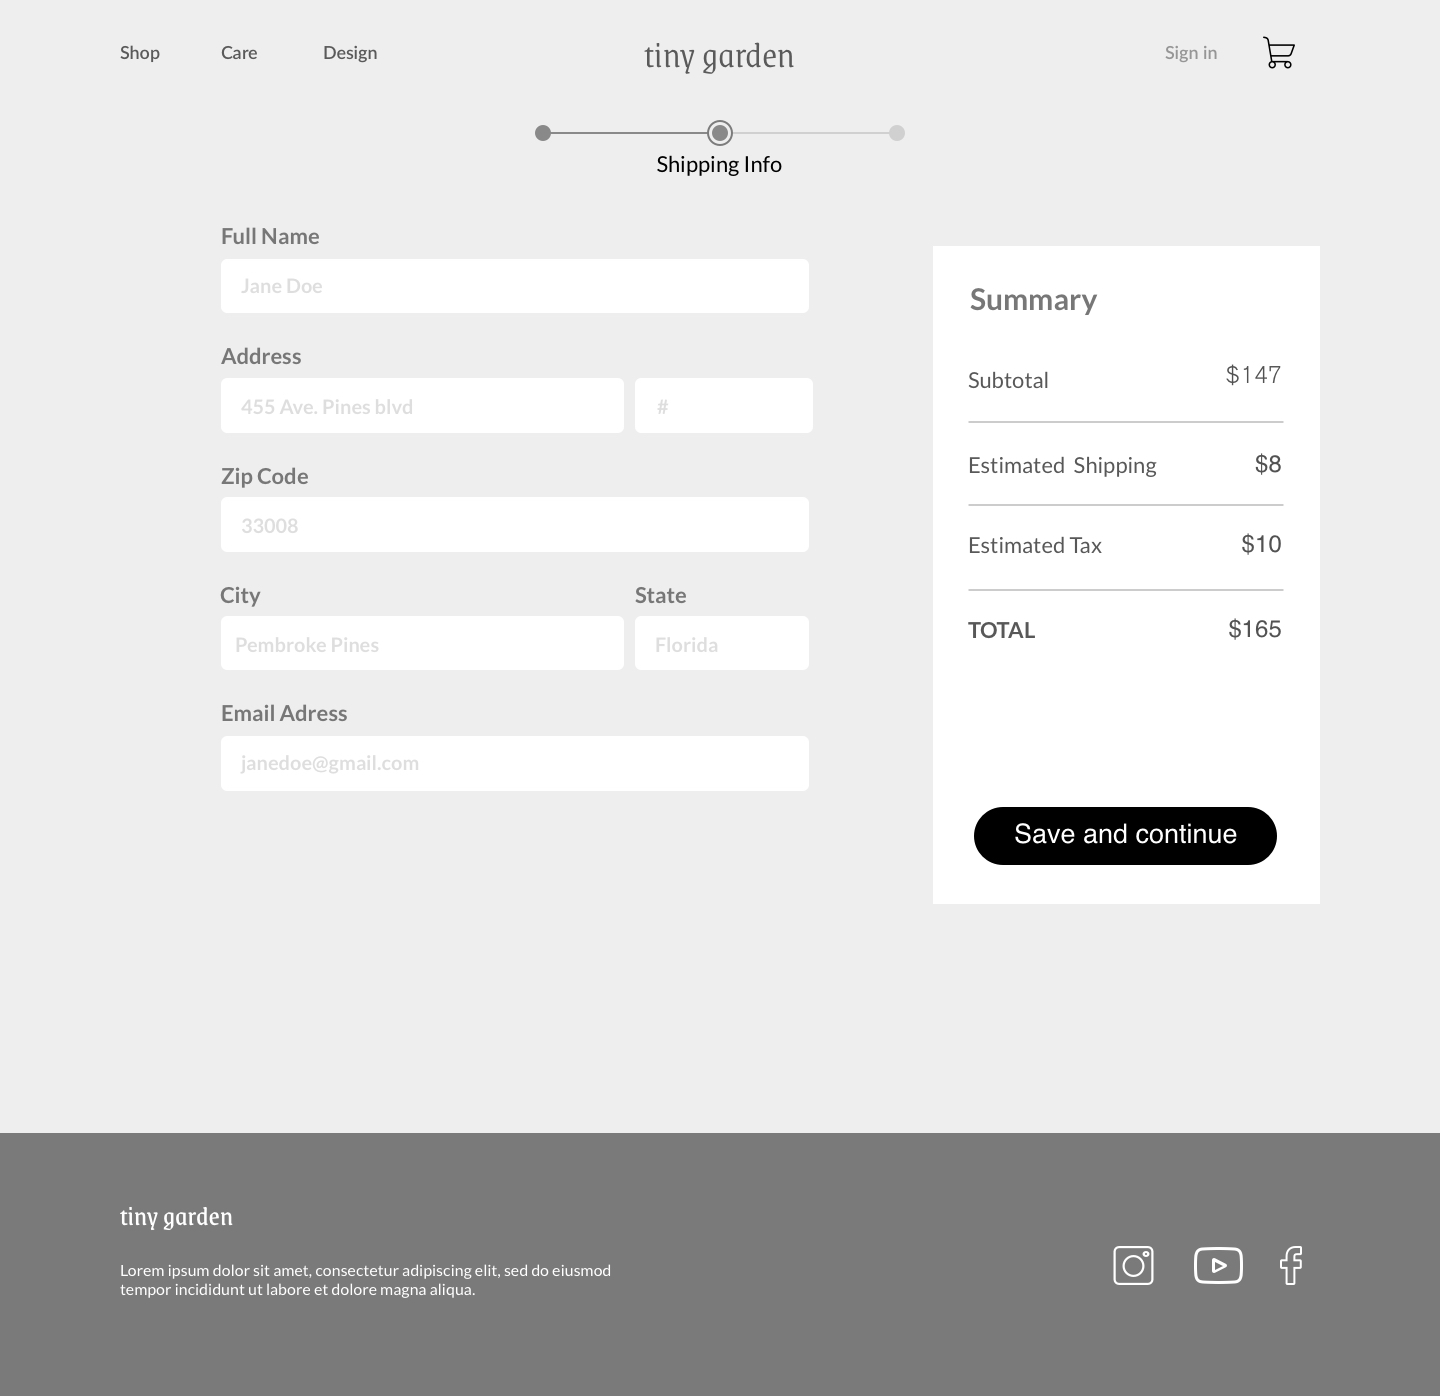 Shop Care Design tiny garden Sign in
Shipping Info
Full Name
Jane Doe
Address
455 Ave. Pines blvd #
Zip Code
33008
City State
Pembroke Pines Florida
Email Adress
janedoe@gmail.com
Summary
Subtotal $147
Estimated Shipping $8
Estimated Tax $10
TOTAL $165
Save and continue
tiny garden
Lorem ipsum dolor sit amet, consectetur adipiscing elit, sed do eiusmod
tempor incididunt ut labore et dolore magna aliqua.